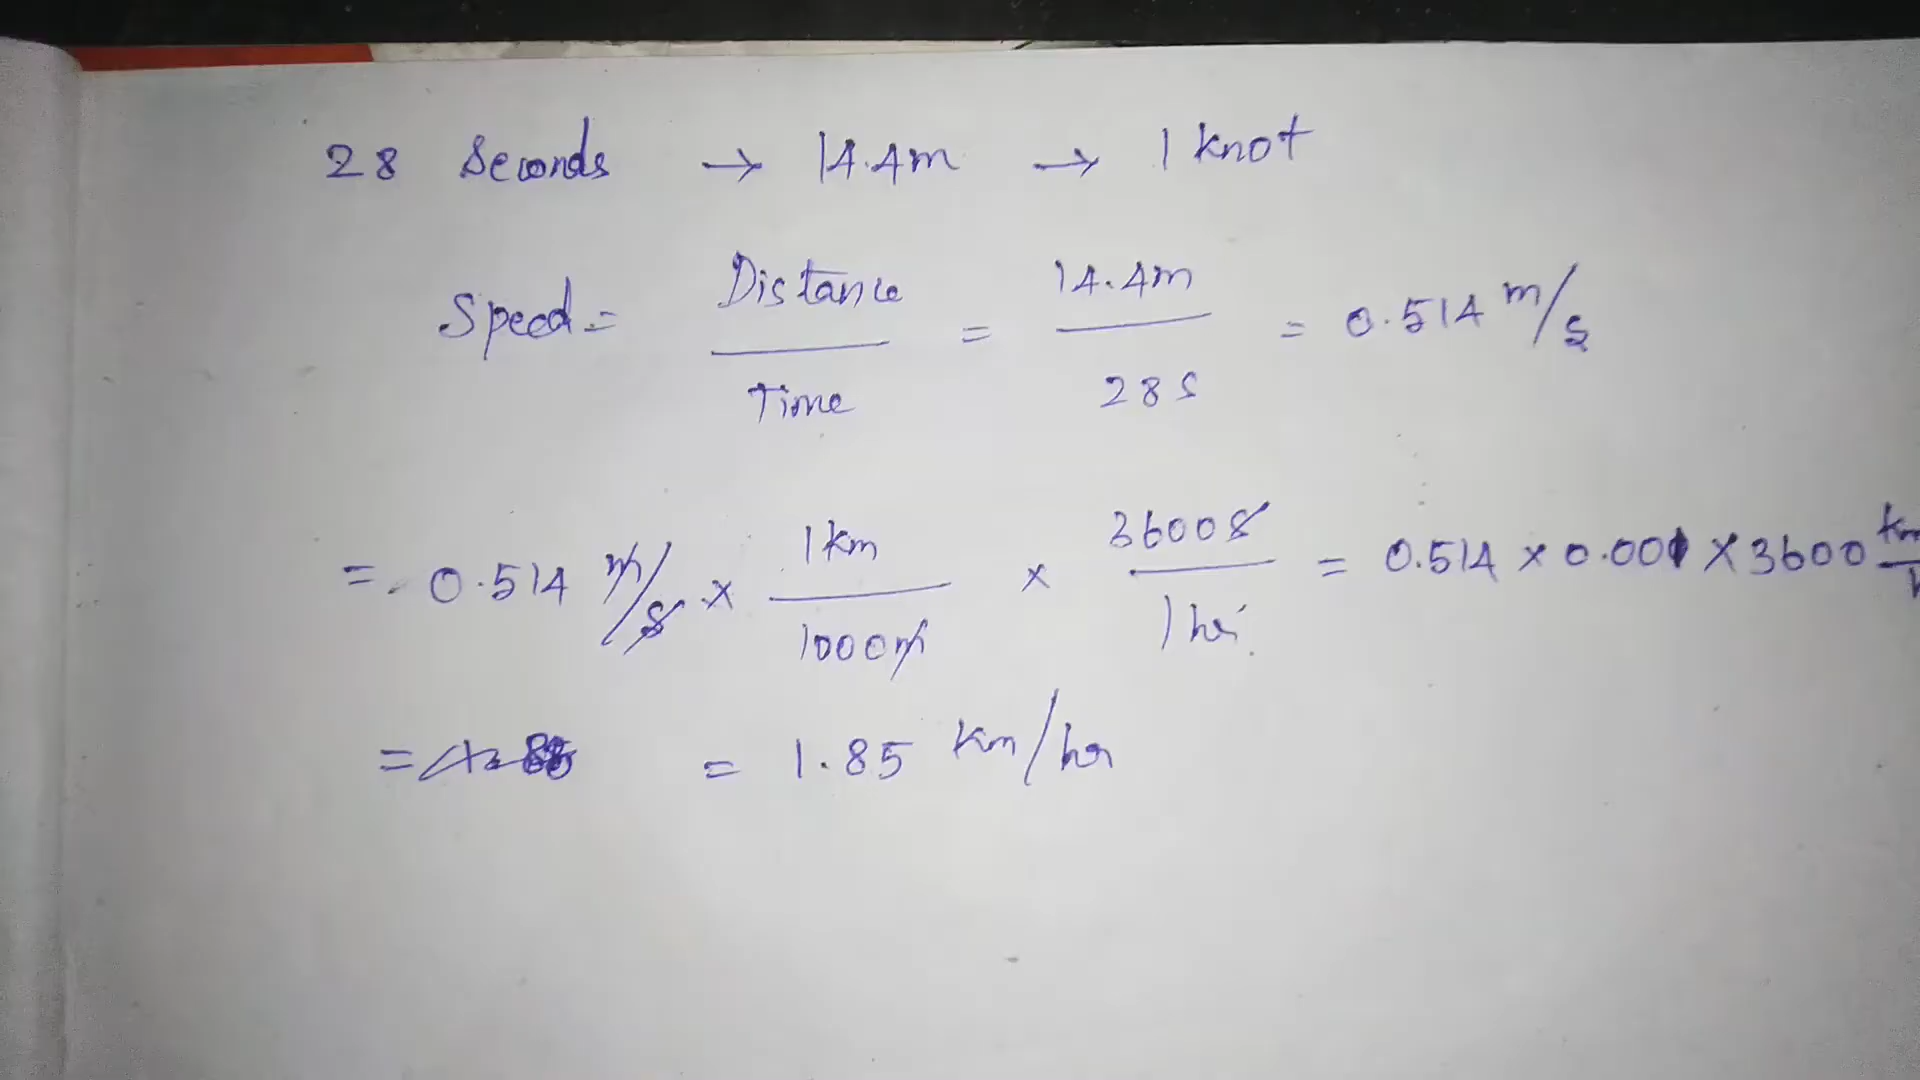 28 Seconds → 14.4m → 1 knot
Speed = Distance / Time = 14.4m / 28s = 0.514 m/s
= 0.514 m/s × 1km / 1000m × 3600s / 1hr = 0.514 × 0.001 × 3600 km
= 1.85 km/hr